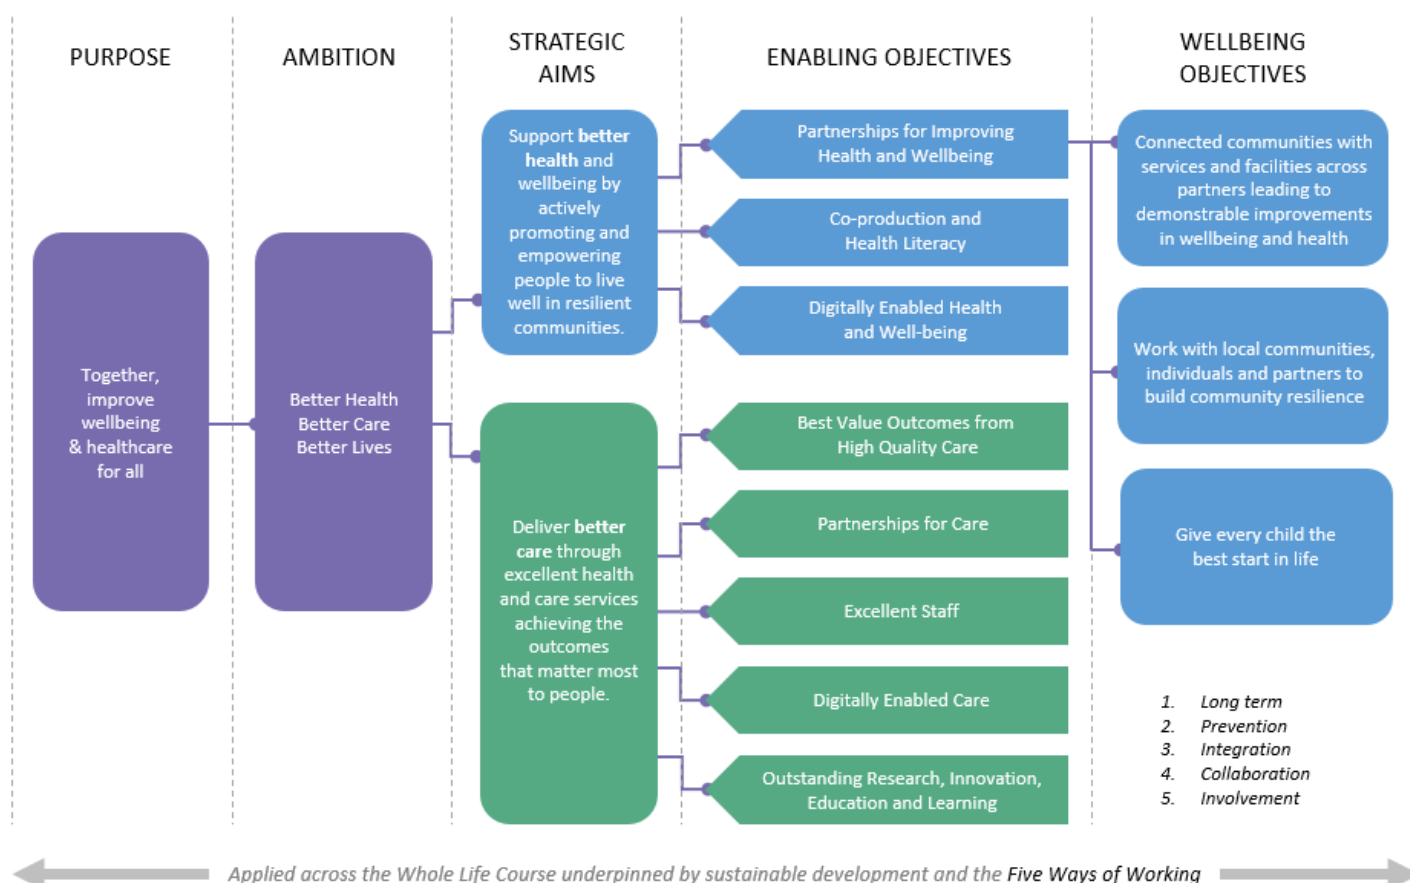 PURPOSE
AMBITION
STRATEGIC
AIMS
ENABLING OBJECTIVES
WELLBEING
OBJECTIVES
Together,
improve
wellbeing
& healthcare
for all
Better Health
Better Care
Better Lives
Support better
health and
wellbeing by
actively
promoting and
empowering
people to live
well in resilient
communities.
Deliver better
care through
excellent health
and care services
achieving the
outcomes
that matter most
to people.
Partnerships for Improving
Health and Wellbeing
Co-production and
Health Literacy
Digitally Enabled Health
and Well-being
Best Value Outcomes from
High Quality Care
Partnerships for Care
Excellent Staff
Digitally Enabled Care
Outstanding Research, Innovation,
Education and Learning
Connected communities with
services and facilities across
partners leading to
demonstrable improvements
in wellbeing and health
Work with local communities,
individuals and partners to
build community resilience
Give every child the
best start in life
1. Long term
2. Prevention
3. Integration
4. Collaboration
5. Involvement
Applied across the Whole Life Course underpinned by sustainable development and the Five Ways of Working